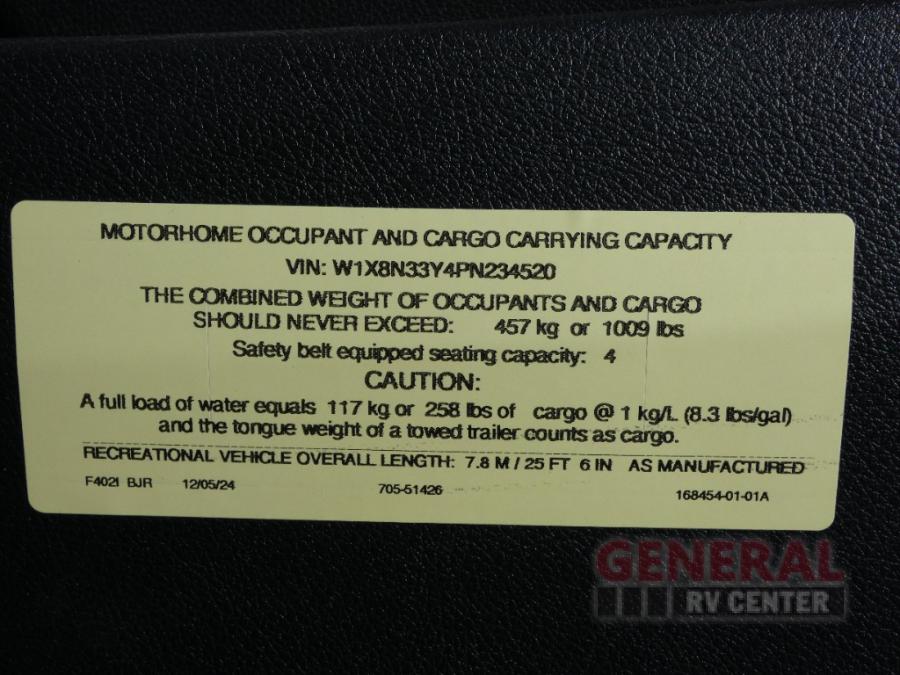 MOTORHOME OCCUPANT AND CARGO CARRYING CAPACITY
VIN: W1X8N33Y4PN234520
THE COMBINED WEIGHT OF OCCUPANTS AND CARGO
SHOULD NEVER EXCEED: 457 kg or 1009 lbs
Safety belt equipped seating capacity: 4
CAUTION:
A full load of water equals 117 kg or 258 lbs of cargo @ 1 kg/L (8.3 lbs/gal)
and the tongue weight of a towed trailer counts as cargo.
RECREATIONAL VEHICLE OVERALL LENGTH: 7.8 M / 25 FT 6 IN AS MANUFACTURED
F402I BJR 12/05/24 705-51426 168454-01-01A
GENERAL
RV CENTER